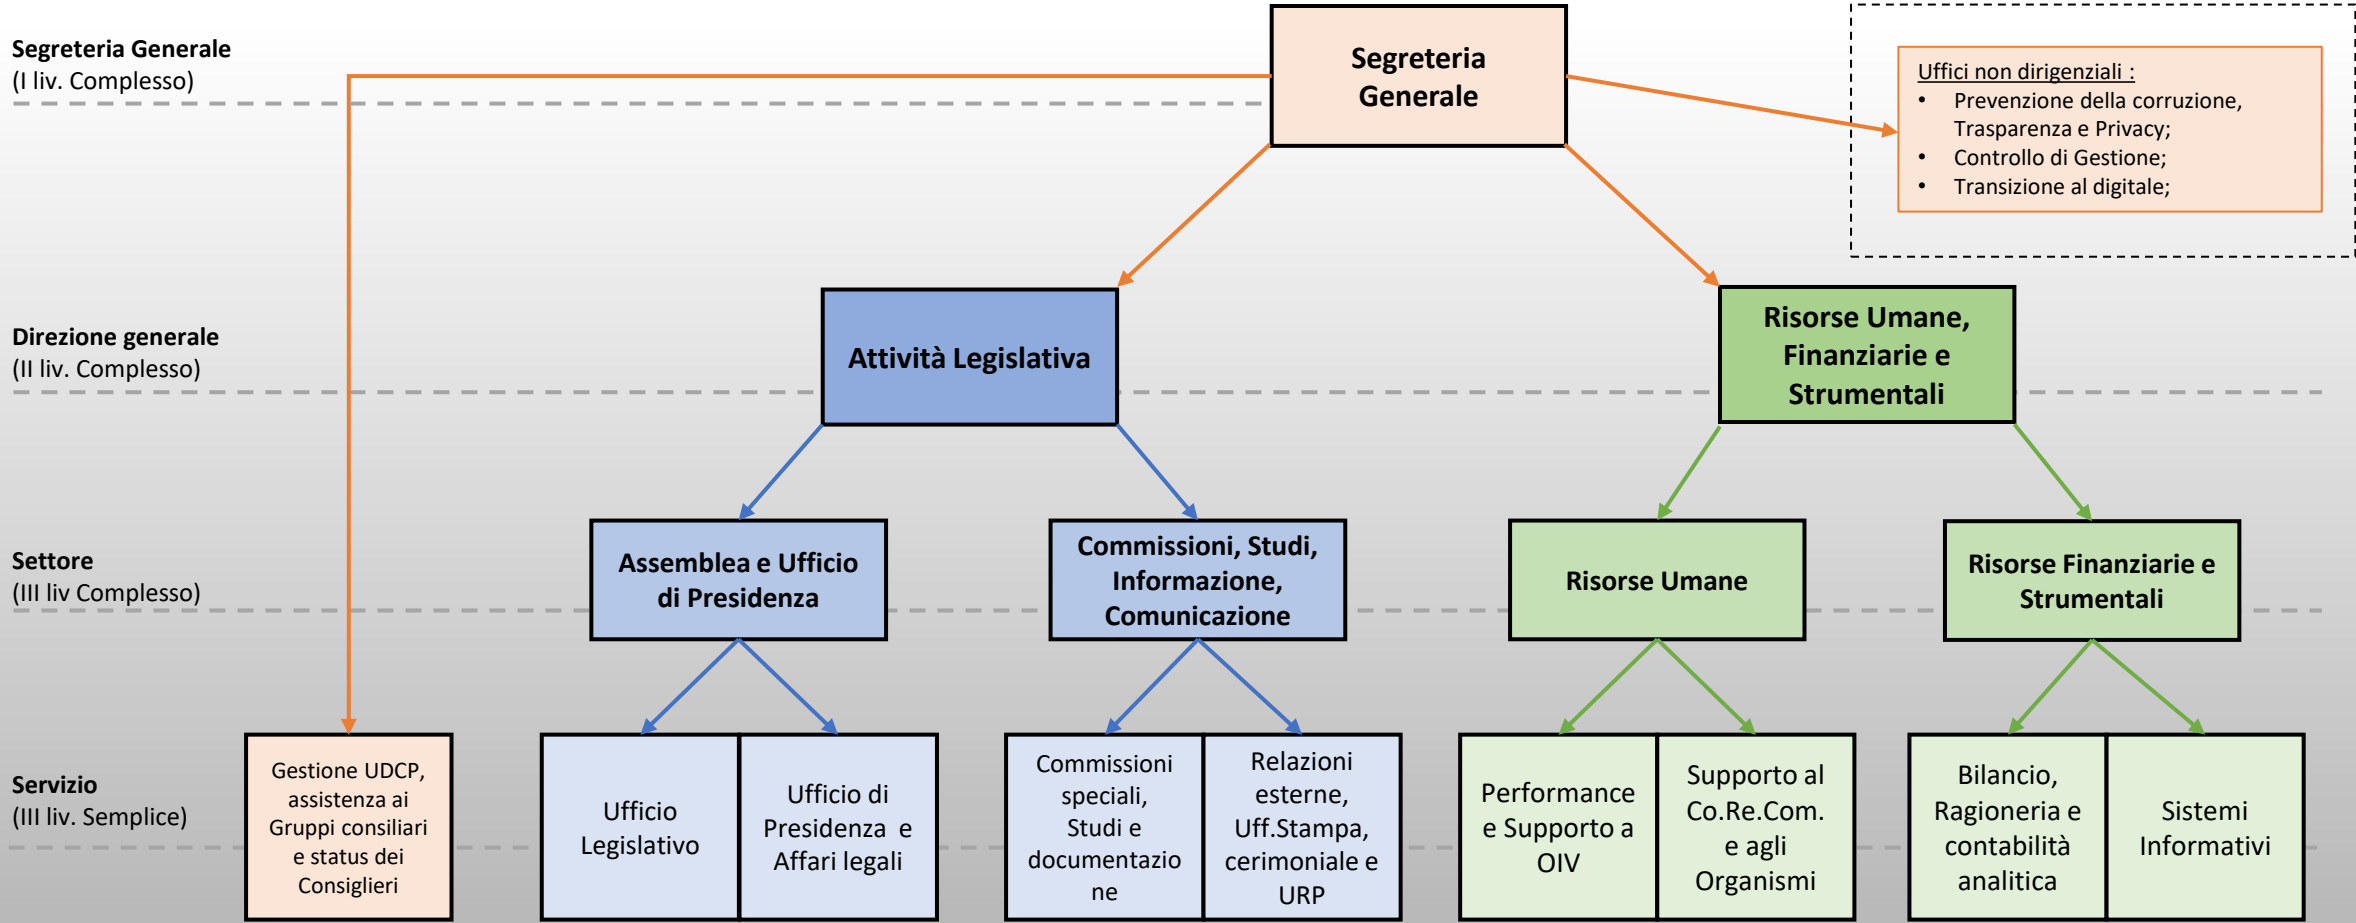 Segreteria Generale
(I liv. Complesso)
Segreteria
Generale
Uffici non dirigenziali :
• Prevenzione della corruzione,
Trasparenza e Privacy;
• Controllo di Gestione;
• Transizione al digitale;
Direzione generale
(II liv. Complesso)
Attività Legislativa
Risorse Umane,
Finanziarie e
Strumentali
Settore
(III liv Complesso)
Assemblea e Ufficio
di Presidenza
Commissioni, Studi,
Informazione,
Comunicazione
Risorse Umane
Risorse Finanziarie e
Strumentali
Servizio
(III liv. Semplice)
Gestione UDCP,
assistenza ai
Gruppi consiliari
e status dei
Consiglieri
Ufficio
Legislativo
Ufficio di
Presidenza e
Affari legali
Commissioni
speciali,
Studi e
documentazio
ne
Relazioni
esterne,
Uff.Stampa,
cerimoniale e
URP
Performance
e Supporto a
OIV
Supporto al
Co.Re.Com.
e agli
Organismi
Bilancio,
Ragioneria e
contabilità
analitica
Sistemi
Informativi